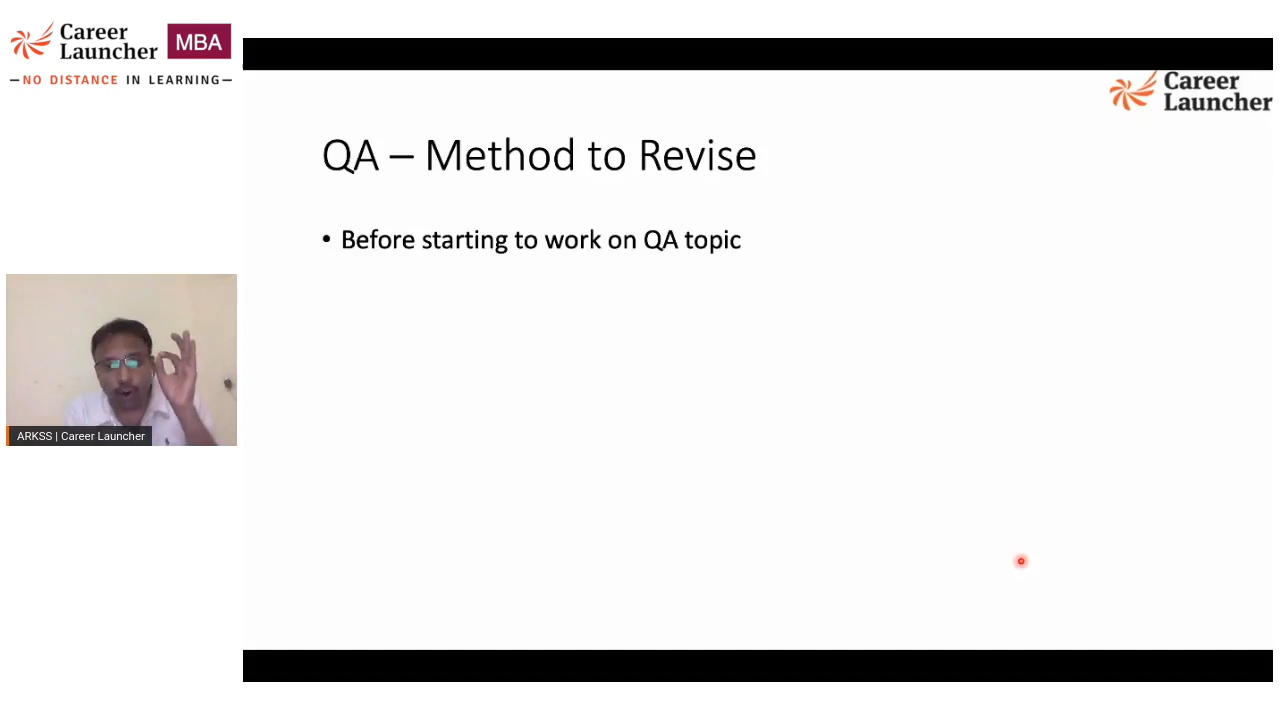 Career
Launcher
MBA
—NO DISTANCE IN LEARNING—
Career
Launcher
QA – Method to Revise
• Before starting to work on QA topic
ARKSS | Career Launcher